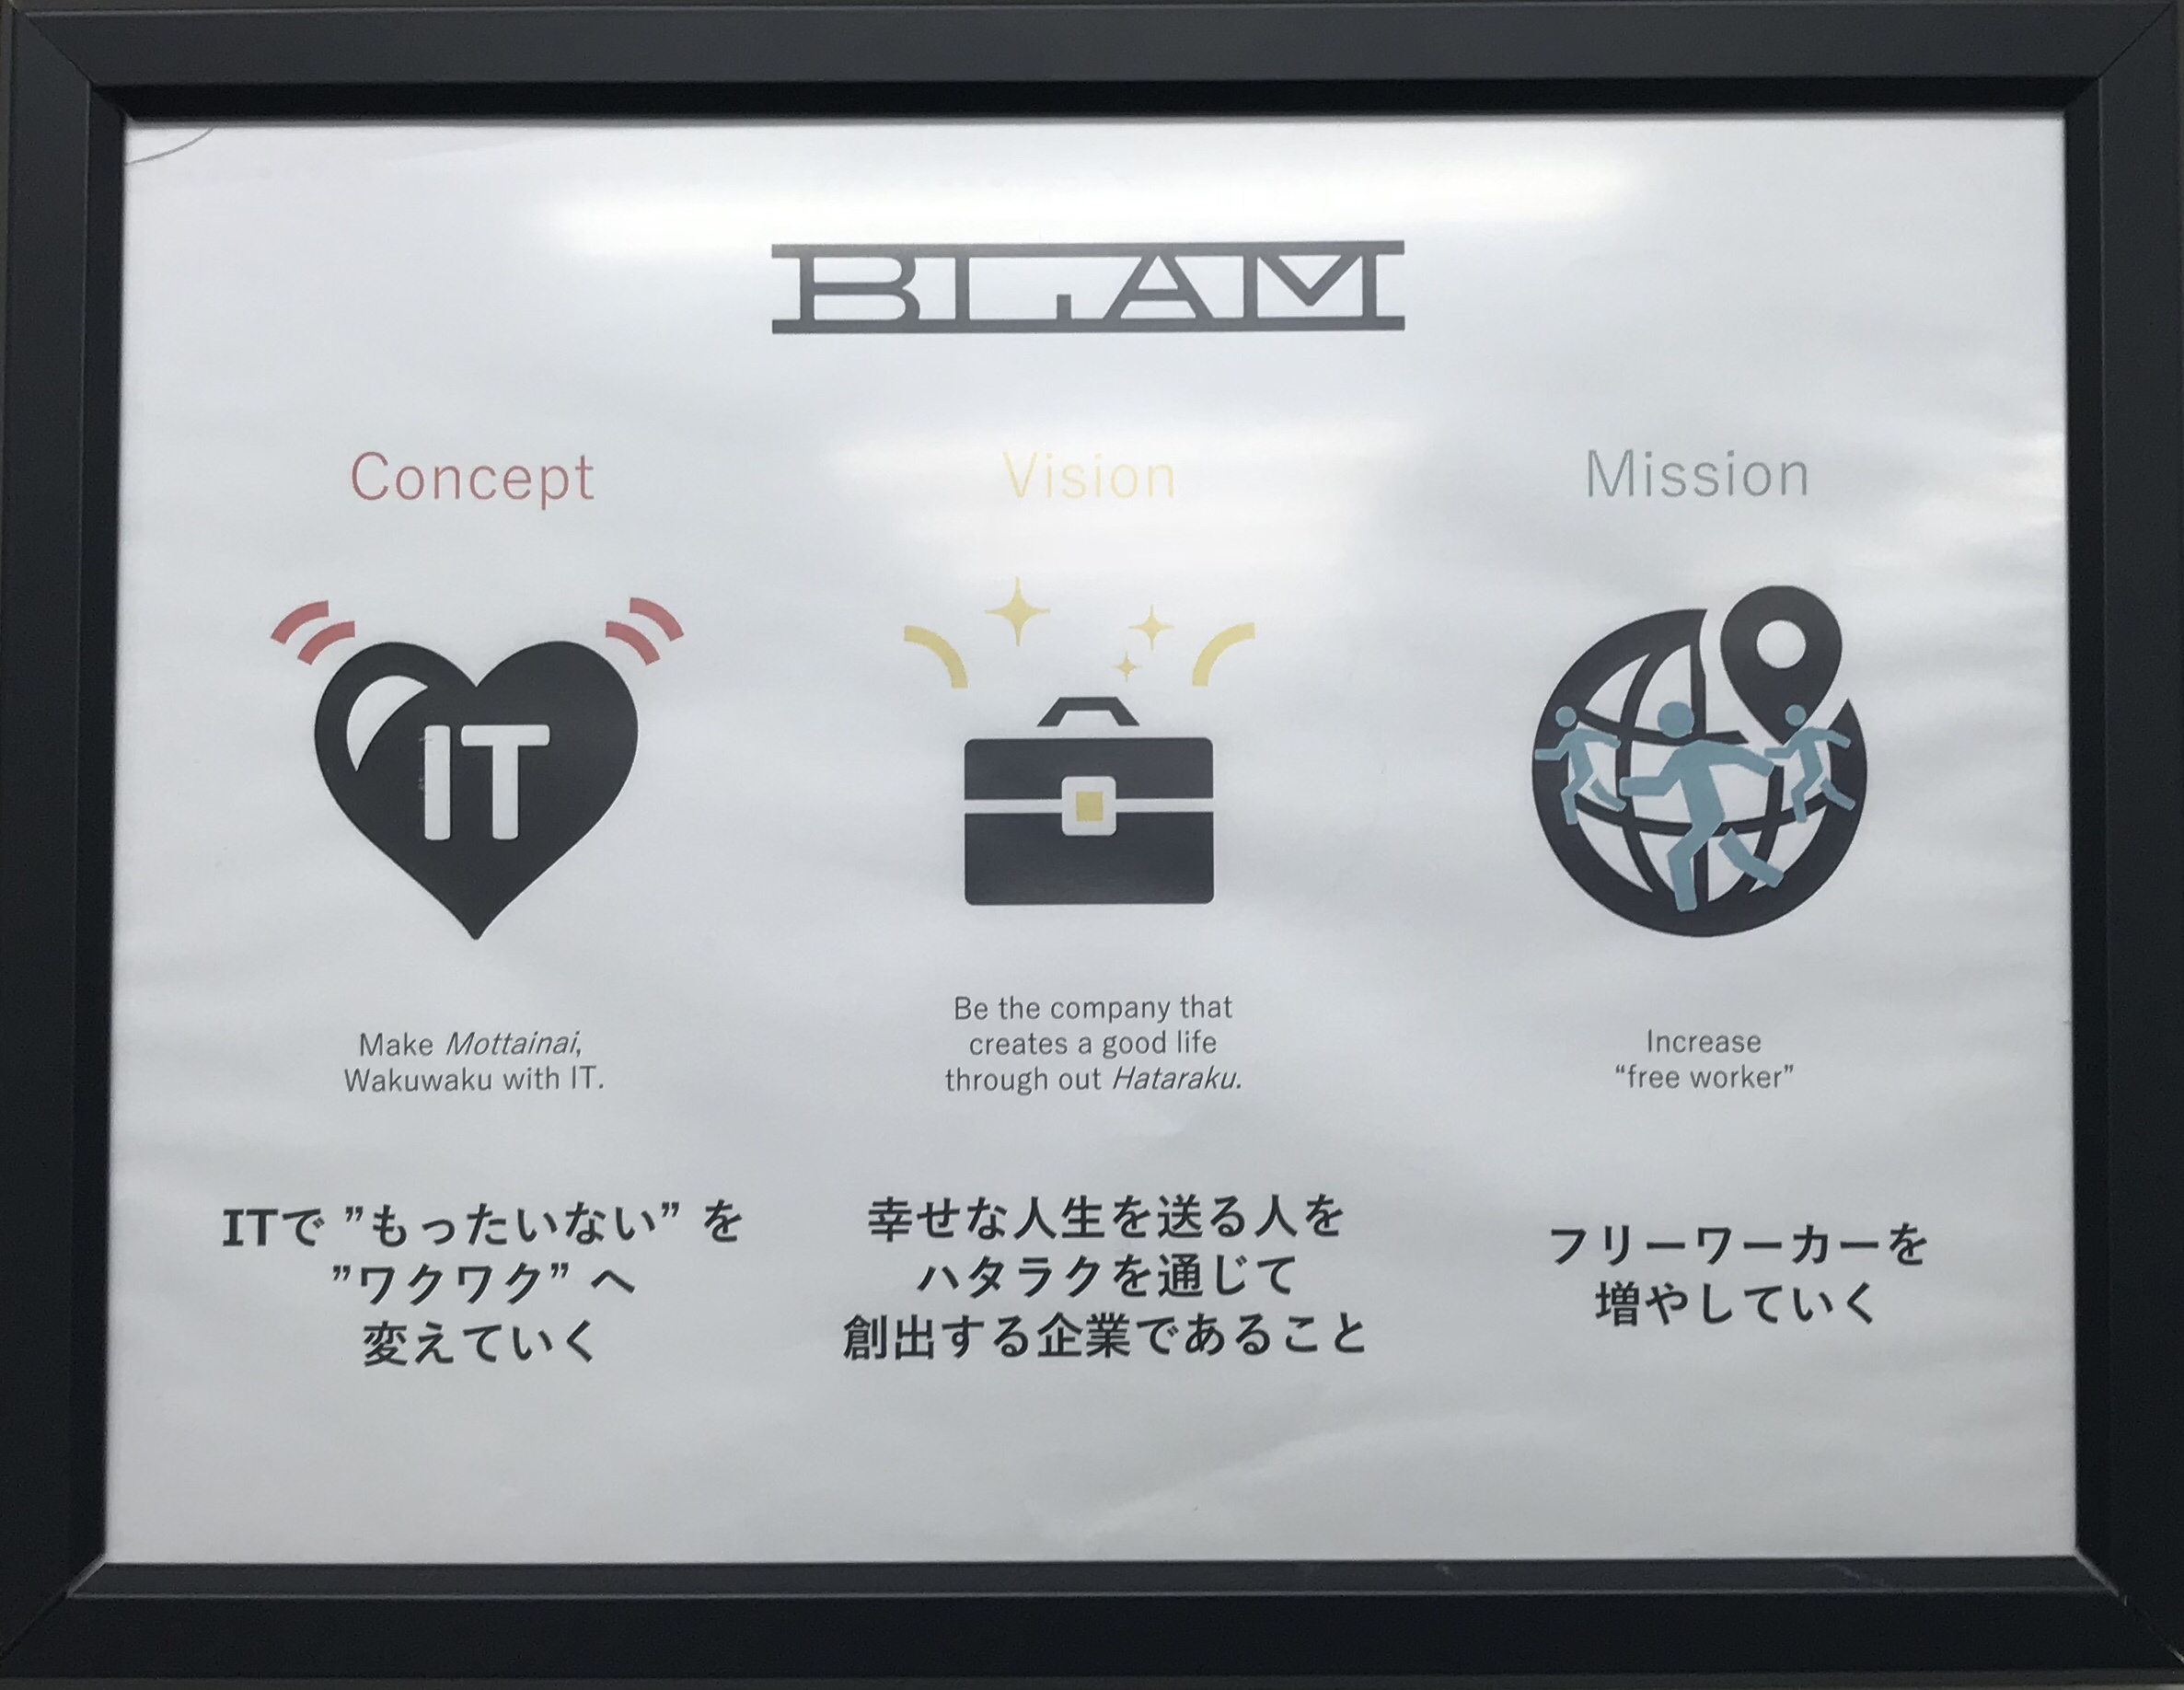 BLAM
Concept
Vision
Mission
IT
Make Mottainai,
Wakuwaku with IT.
ITで ”もったいない” を
”ワクワク” へ
変えていく
Be the company that
creates a good life
through out Hataraku.
幸せな人生を送る人を
ハタラクを通じて
創出する企業であること
Increase
“free worker”
フリーワーカーを
増やしていく